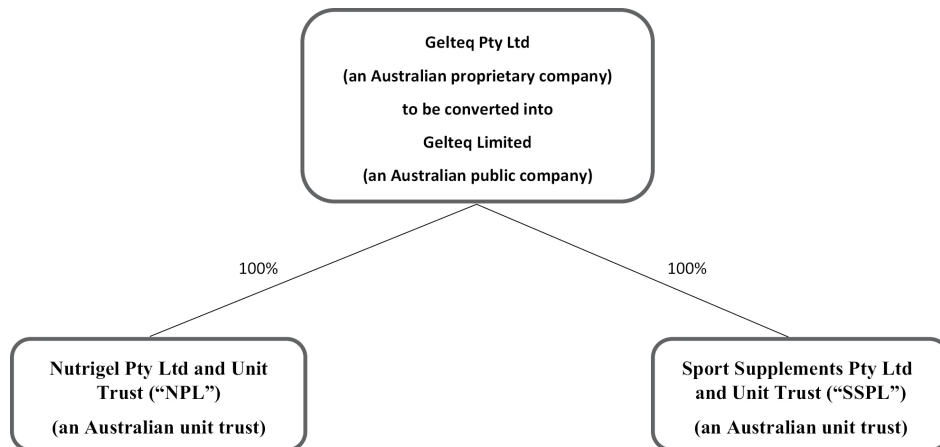 Gelteq Pty Ltd
(an Australian proprietary company)
to be converted into
Gelteq Limited
(an Australian public company)
100%
100%
Nutrigel Pty Ltd and Unit
Trust (“NPL”)
(an Australian unit trust)
Sport Supplements Pty Ltd
and Unit Trust (“SSPL”)
(an Australian unit trust)